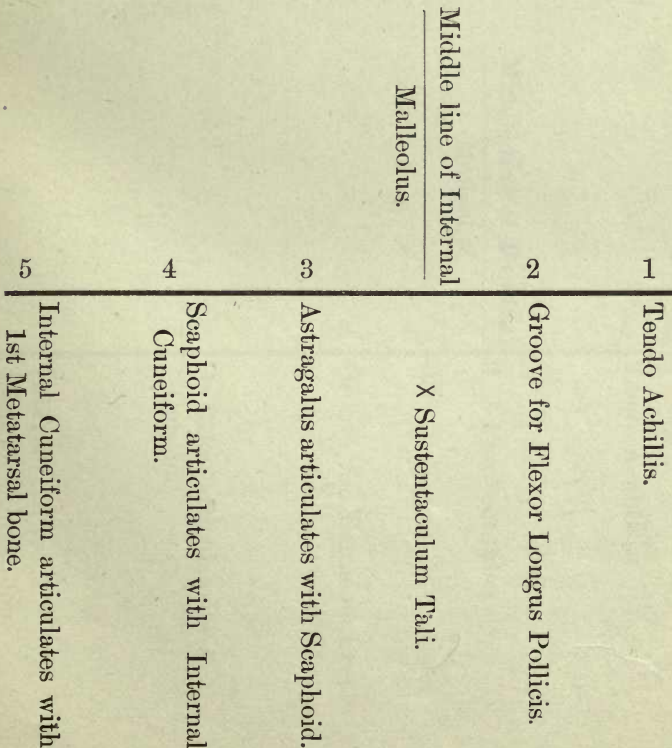 1 Tendo Achillis.
2 Groove for Flexor Longus Pollicis.
Middle line of Internal
Malleolus.
X Sustentaculum Tali.
3 Astragalus articulates with Scaphoid.
4 Scaphoid articulates with Internal
Cuneiform.
5 Internal Cuneiform articulates with
1st Metatarsal bone.